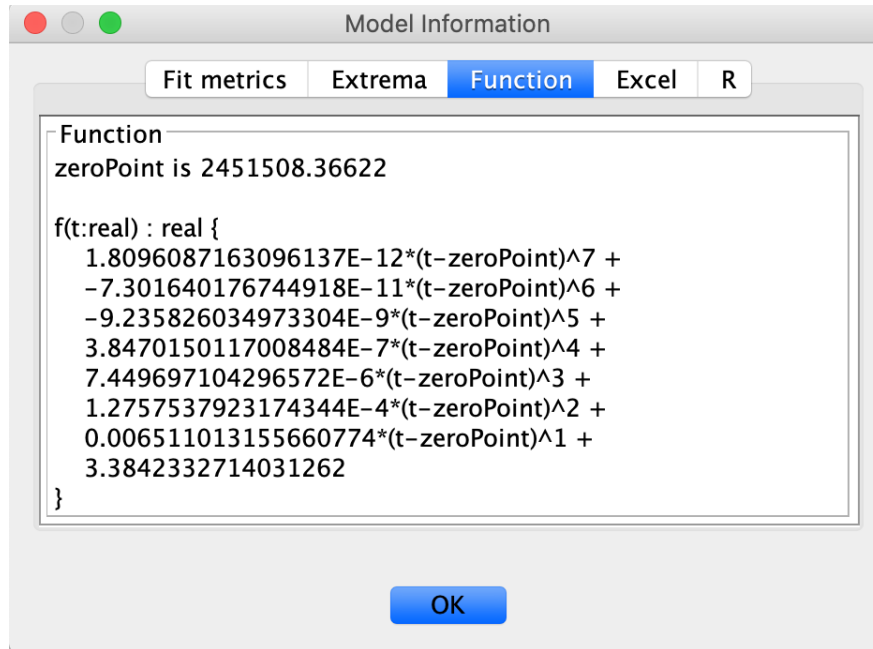 Model Information
Fit metrics Extrema Function Excel R
Function
zeroPoint is 2451508.36622
f(t:real) : real {
1.8096087163096137E-12*(t-zeroPoint)^7 +
-7.301640176744918E-11*(t-zeroPoint)^6 +
-9.235826034973304E-9*(t-zeroPoint)^5 +
3.8470150117008484E-7*(t-zeroPoint)^4 +
7.449697104296572E-6*(t-zeroPoint)^3 +
1.2757537923174344E-4*(t-zeroPoint)^2 +
0.006511013155660774*(t-zeroPoint)^1 +
3.3842332714031262
}
OK